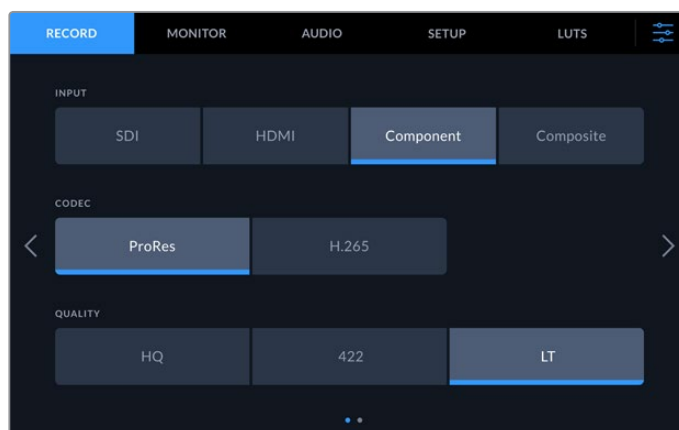 RECORD MONITOR AUDIO SETUP LUTS
INPUT
SDI HDMI Component Composite
CODEC
ProRes H.265
QUALITY
HQ 422 LT